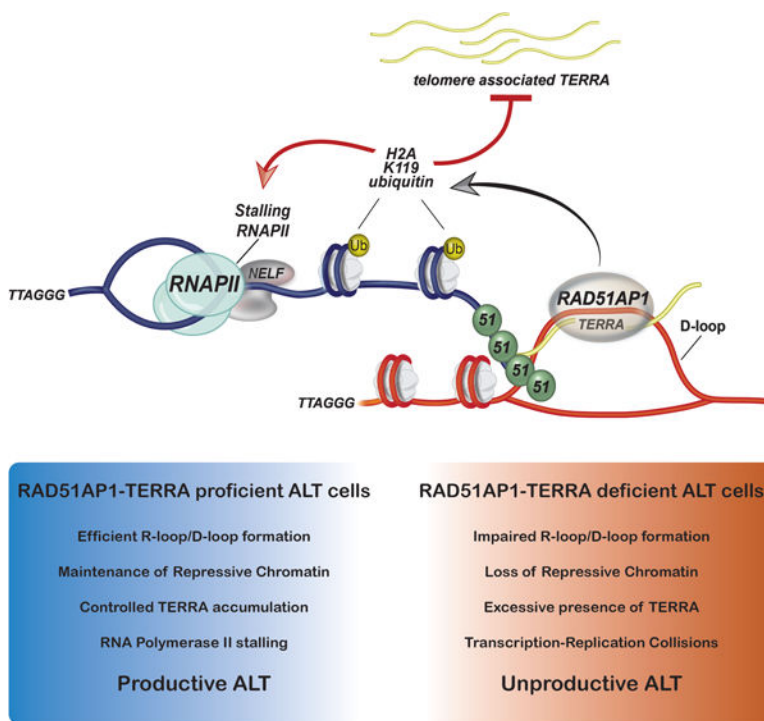 telomere associated TERRA
H2A
K119
ubiquitin
Stalling
RNAPII
Ub
Ub
RNAPII
NELF
TTAGGG
RAD51AP1
TERRA
D-loop
51
51
51
51
TTAGGG
RAD51AP1-TERRA proficient ALT cells
Efficient R-loop/D-loop formation
Maintenance of Repressive Chromatin
Controlled TERRA accumulation
RNA Polymerase II stalling
Productive ALT
RAD51AP1-TERRA deficient ALT cells
Impaired R-loop/D-loop formation
Loss of Repressive Chromatin
Excessive presence of TERRA
Transcription-Replication Collisions
Unproductive ALT